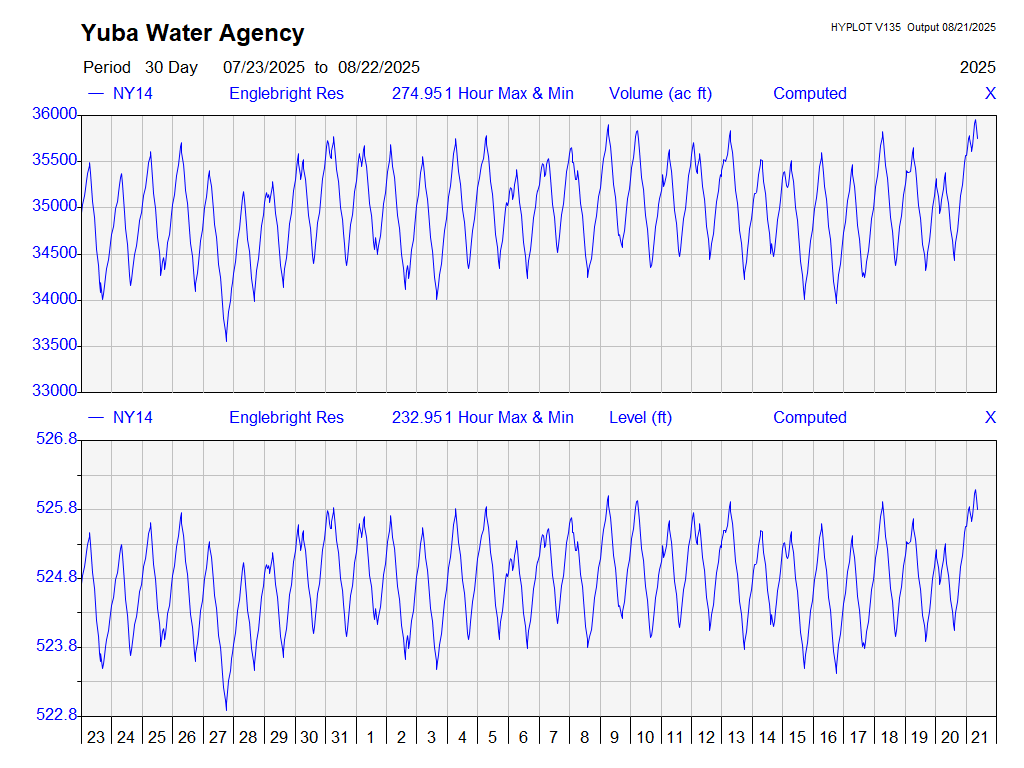 Yuba Water Agency
HYPLOT V135 Output 08/21/2025
Period 30 Day 07/23/2025 to 08/22/2025
2025
NY14 Englebright Res 274.951 Hour Max & Min Volume (ac ft) Computed X
36000
35500
35000
34500
34000
33500
33000
NY14 Englebright Res 232.951 Hour Max & Min Level (ft) Computed X
526.8
525.8
524.8
523.8
522.8
23 24 25 26 27 28 29 30 31 1 2 3 4 5 6 7 8 9 10 11 12 13 14 15 16 17 18 19 20 21